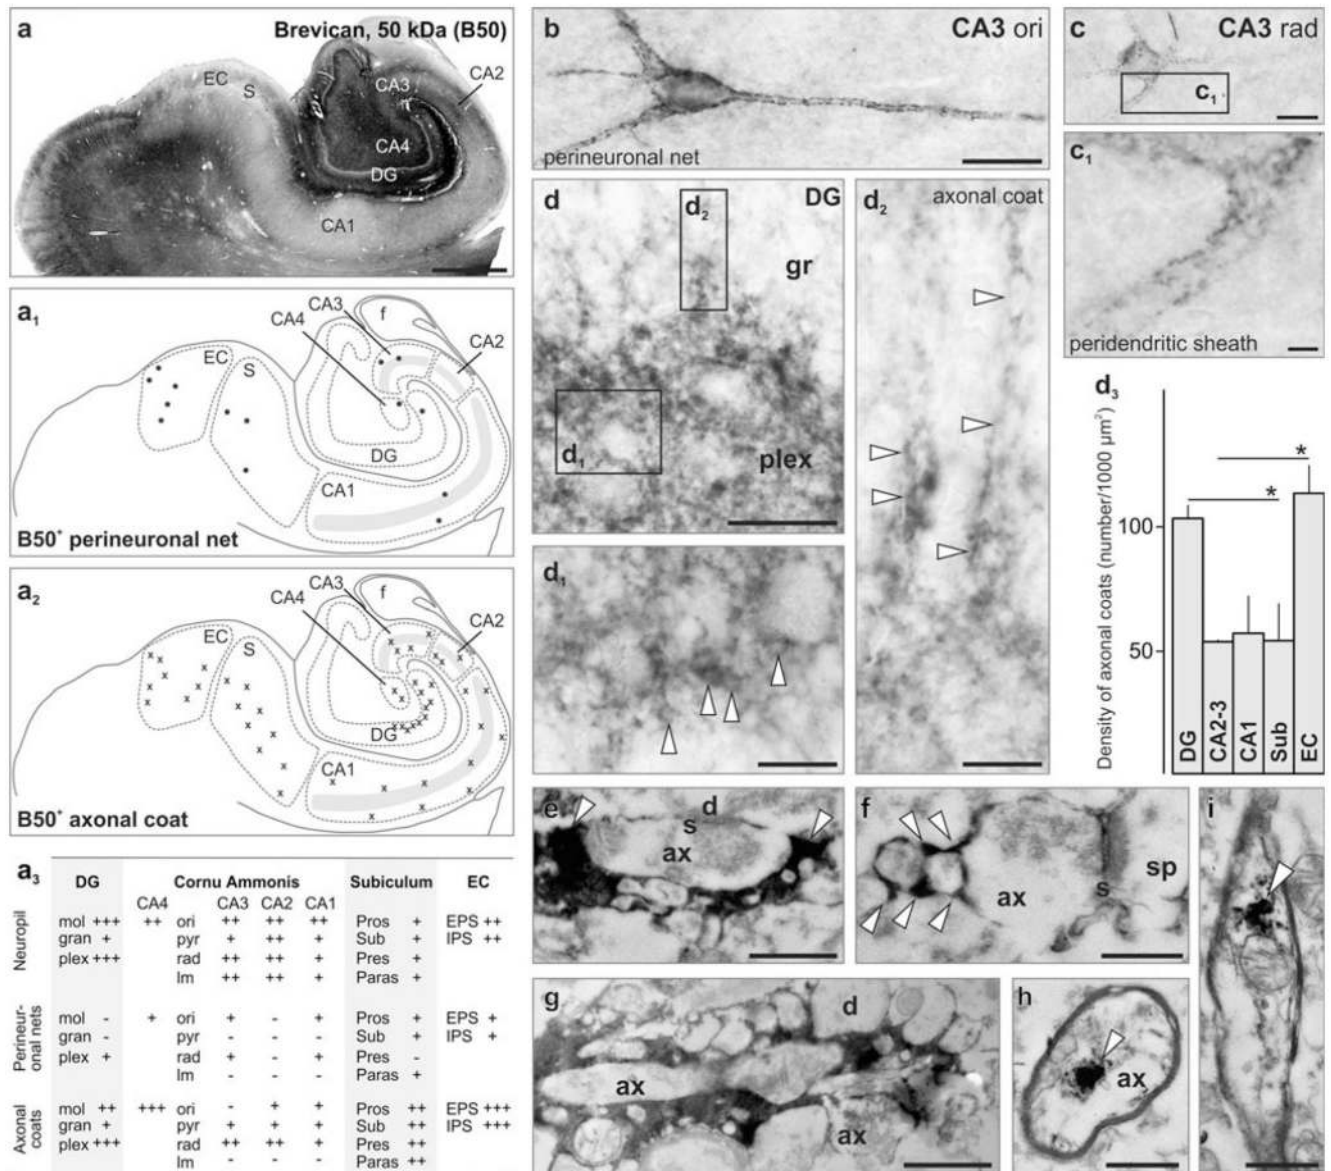 a
Brevican, 50 kDa (B50)
EC
S
CA3
CA2
CA4
DG
CA1
a1
CA3
f
CA4
CA2
EC
S
DG
CA1
B50+ perineuronal net
a2
CA3
f
CA4
CA2
EC
S
DG
CA1
B50+ axonal coat
a3
DG Cornu Ammonis Subiculum EC
CA4 CA3 CA2 CA1
Neuropil
mol +++ ++ ori ++ ++ ++ Pros + EPS ++
gran + pyr + ++ + Sub + IPS ++
plex +++ rad ++ ++ + Pres +
lm ++ ++ + Paras +
Perineuronal nets
mol - + ori + - + Pros + EPS +
gran - pyr - - - Sub + IPS +
plex + rad + - + Pres -
lm - - - Paras +
Axonal coats
mol ++ +++ ori - + + Pros ++ EPS +++
gran + pyr + + + Sub ++ IPS +++
plex +++ rad ++ ++ + Pres ++
lm - - - Paras ++
b
CA3 ori
perineuronal net
c
CA3 rad
c1
c1
peridendritic sheath
d
d2
DG
gr
d1
plex
d2
axonal coat
d1
d3
Density of axonal coats (number/1000 µm²)
100
50
*
*
DG
CA2-3
CA1
Sub
EC
e
d
s
ax
f
ax
s
sp
g
d
ax
ax
h
ax
i